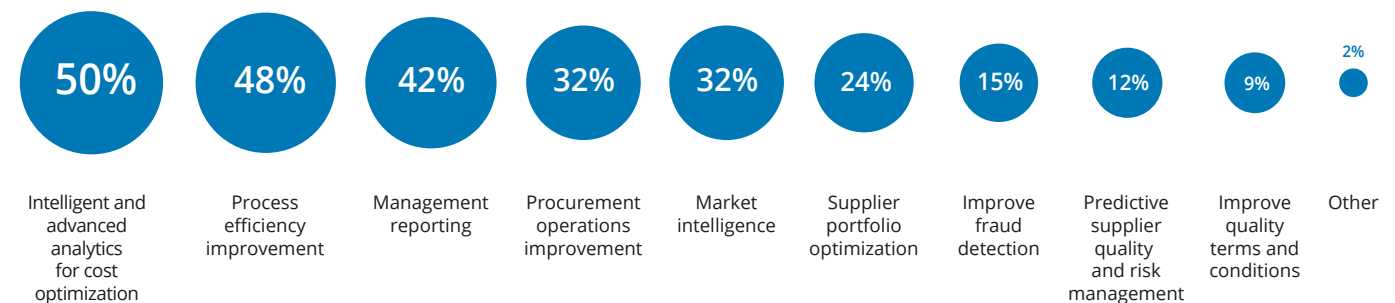 50%
48%
42%
32%
32%
24%
15%
12%
9%
2%
Intelligent and
advanced
analytics
for cost
optimization
Process
efficiency
improvement
Management
reporting
Procurement
operations
improvement
Market
intelligence
Supplier
portfolio
optimization
Improve
fraud
detection
Predictive
supplier
quality
and risk
management
Improve
quality
terms and
conditions
Other